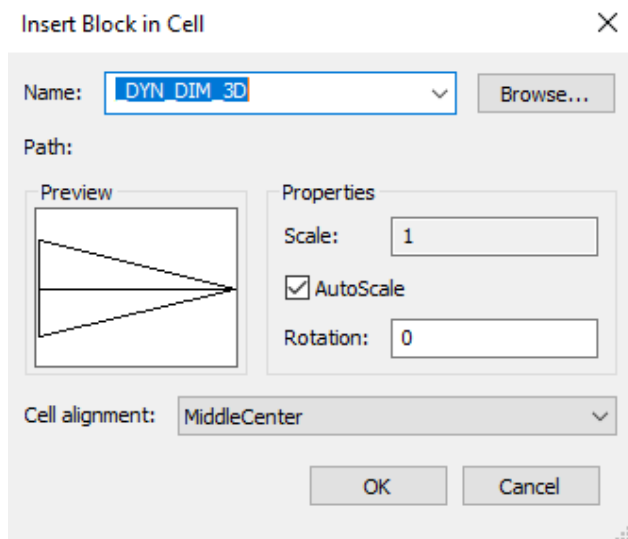 Insert Block in Cell
Name: _DYN_DIM_3D Browse...
Path:
Preview
Properties
Scale: 1
AutoScale
Rotation: 0
Cell alignment: MiddleCenter
OK Cancel